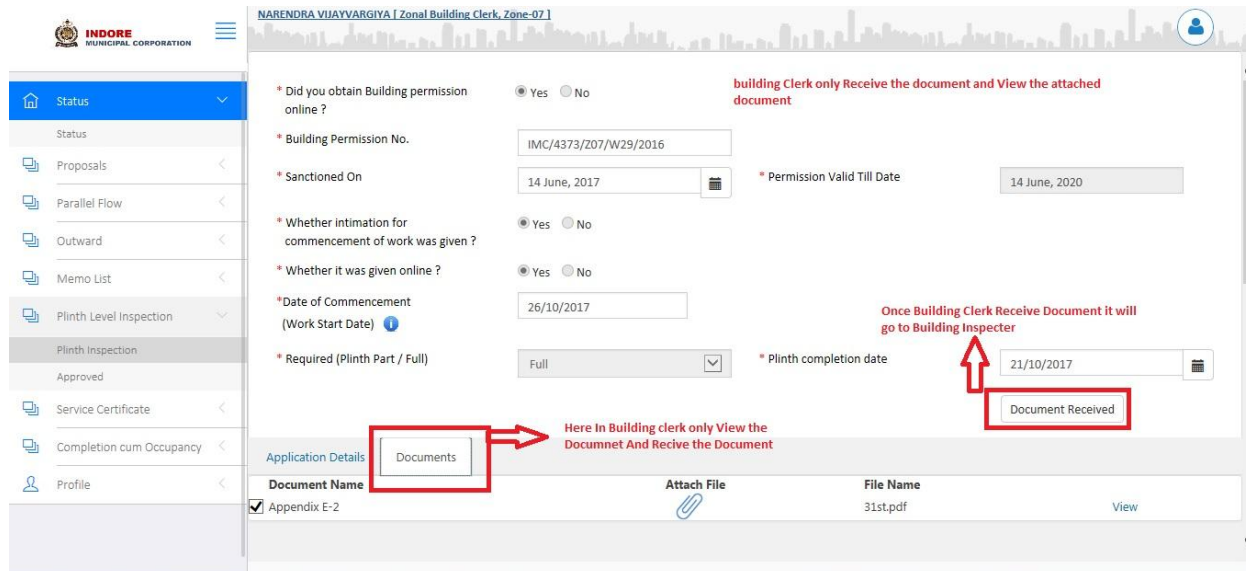 INDORE
MUNICIPAL CORPORATION
NARENDRA VIJAYVARGIYA [ Zonal Building Clerk, Zone-07 ]
Status
Status
Proposals
Parallel Flow
Outward
Memo List
Plinth Level Inspection
Plinth Inspection
Approved
Service Certificate
Completion cum Occupancy
Profile
* Did you obtain Building permission
online ?
Yes No
building Clerk only Receive the document and View the attached
document
* Building Permission No.
IMC/4373/Z07/W29/2016
* Sanctioned On
14 June, 2017
* Permission Valid Till Date
14 June, 2020
* Whether intimation for
commencement of work was given ?
Yes No
* Whether it was given online ?
Yes No
*Date of Commencement
(Work Start Date)
26/10/2017
Once Building Clerk Receive Document it will
go to Building Inspecter
* Required (Plinth Part / Full)
Full
* Plinth completion date
21/10/2017
Document Received
Here In Building clerk only View the
Documnet And Recive the Document
Application Details
Documents
Document Name Attach File File Name
Appendix E-2 31st.pdf View